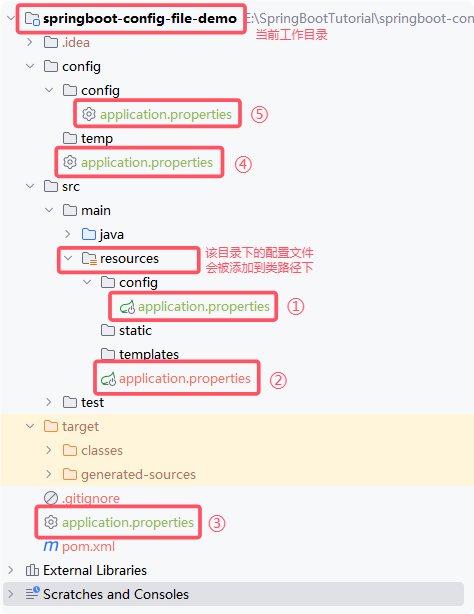 springboot-config-file-demo E:\SpringBootTutorial\springboot-con
当前工作目录
.idea
config
config
application.properties ⑤
temp
application.properties ④
src
main
java
resources 该目录下的配置文件
会被添加到类路径下
config
application.properties ①
static
templates
application.properties ②
test
target
classes
generated-sources
.gitignore
application.properties ③
pom.xml
External Libraries
Scratches and Consoles